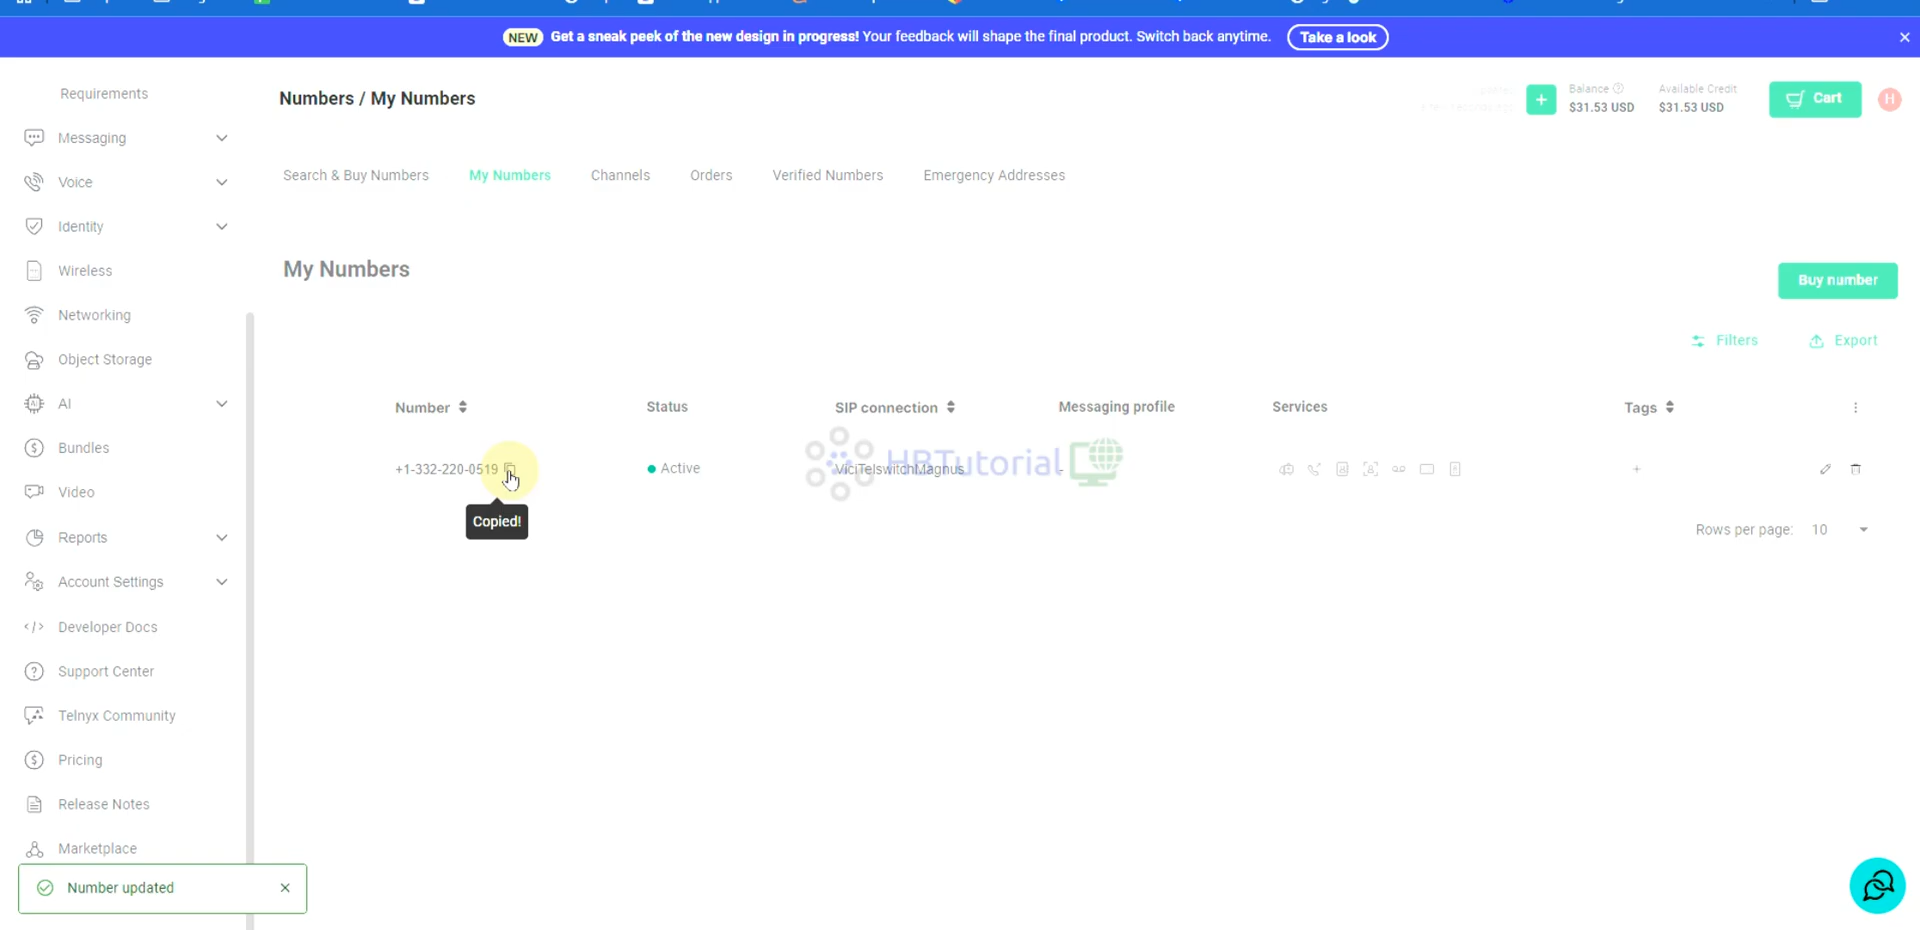 NEW Get a sneak peek of the new design in progress! Your feedback will shape the final product. Switch back anytime. Take a look
Requirements
Messaging
Voice
Identity
Wireless
Networking
Object Storage
AI
Bundles
Video
Reports
Account Settings
Developer Docs
Support Center
Telnyx Community
Pricing
Release Notes
Marketplace
Number updated
Numbers / My Numbers
Balance
$31.53 USD
Available Credit
$31.53 USD
Cart
H
Search & Buy Numbers My Numbers Channels Orders Verified Numbers Emergency Addresses
My Numbers
Buy number
Filters Export
Number Status SIP connection Messaging profile Services Tags
+1-332-220-0519 Active ViciTelswitchMagnus -
HBTutorial
Copied!
Rows per page: 10